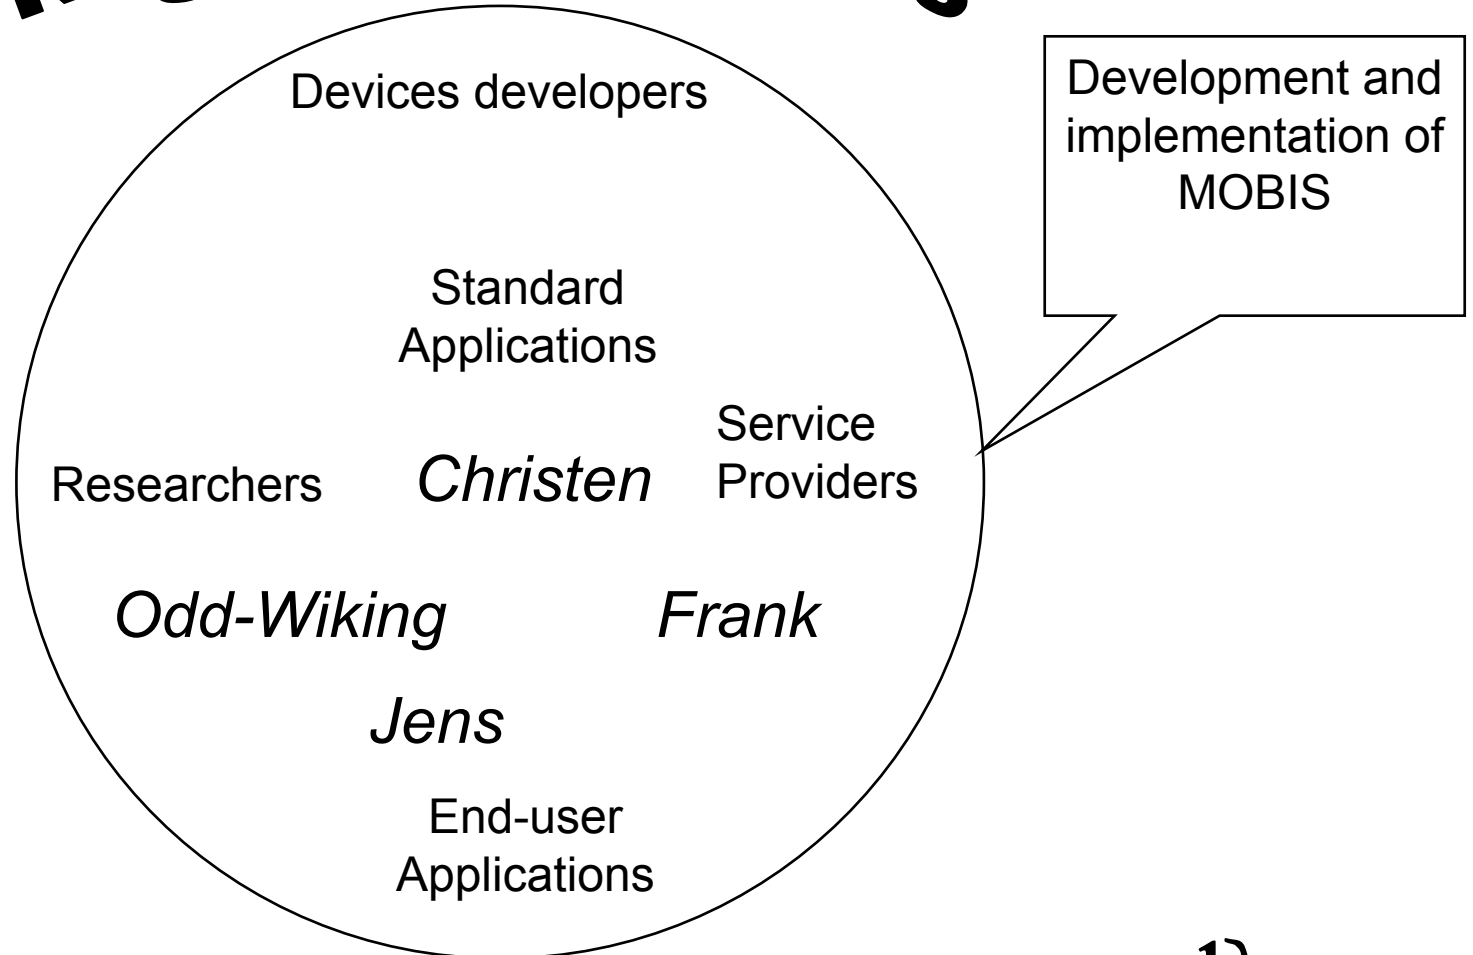 Devices developers
Development and
implementation of
MOBIS
Standard
Applications
Service
Providers
Researchers
Christen
Odd-Wiking
Frank
Jens
End-user
Applications